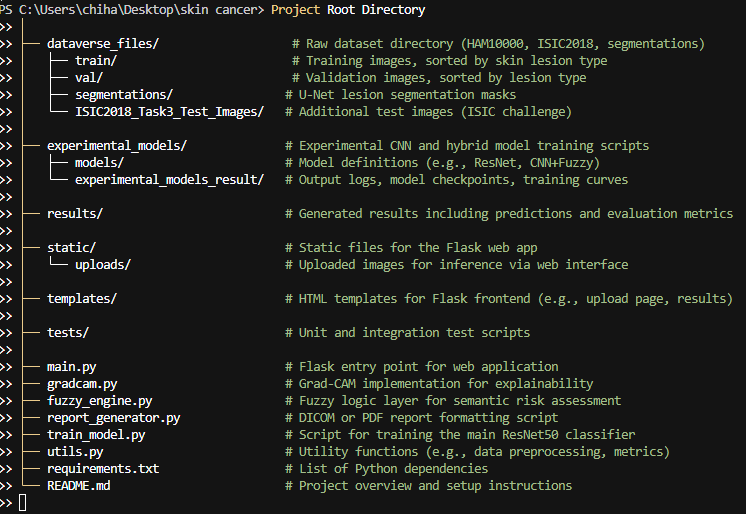 PS C:\Users\chiha\Desktop\skin cancer> Project Root Directory
>> │
>> ├── dataverse_files/ # Raw dataset directory (HAM10000, ISIC2018, segmentations)
>> │   ├── train/ # Training images, sorted by skin lesion type
>> │   ├── val/ # Validation images, sorted by lesion type
>> │   ├── segmentations/ # U-Net lesion segmentation masks
>> │   └── ISIC2018_Task3_Test_Images/ # Additional test images (ISIC challenge)
>> │
>> ├── experimental_models/ # Experimental CNN and hybrid model training scripts
>> │   ├── models/ # Model definitions (e.g., ResNet, CNN+Fuzzy)
>> │   └── experimental_models_result/ # Output logs, model checkpoints, training curves
>> │
>> ├── results/ # Generated results including predictions and evaluation metrics
>> │
>> ├── static/ # Static files for the Flask web app
>> │   └── uploads/ # Uploaded images for inference via web interface
>> │
>> ├── templates/ # HTML templates for Flask frontend (e.g., upload page, results)
>> │
>> ├── tests/ # Unit and integration test scripts
>> │
>> ├── main.py # Flask entry point for web application
>> ├── gradcam.py # Grad-CAM implementation for explainability
>> ├── fuzzy_engine.py # Fuzzy logic layer for semantic risk assessment
>> ├── report_generator.py # DICOM or PDF report formatting script
>> ├── train_model.py # Script for training the main ResNet50 classifier
>> ├── utils.py # Utility functions (e.g., data preprocessing, metrics)
>> ├── requirements.txt # List of Python dependencies
>> └── README.md # Project overview and setup instructions
>>